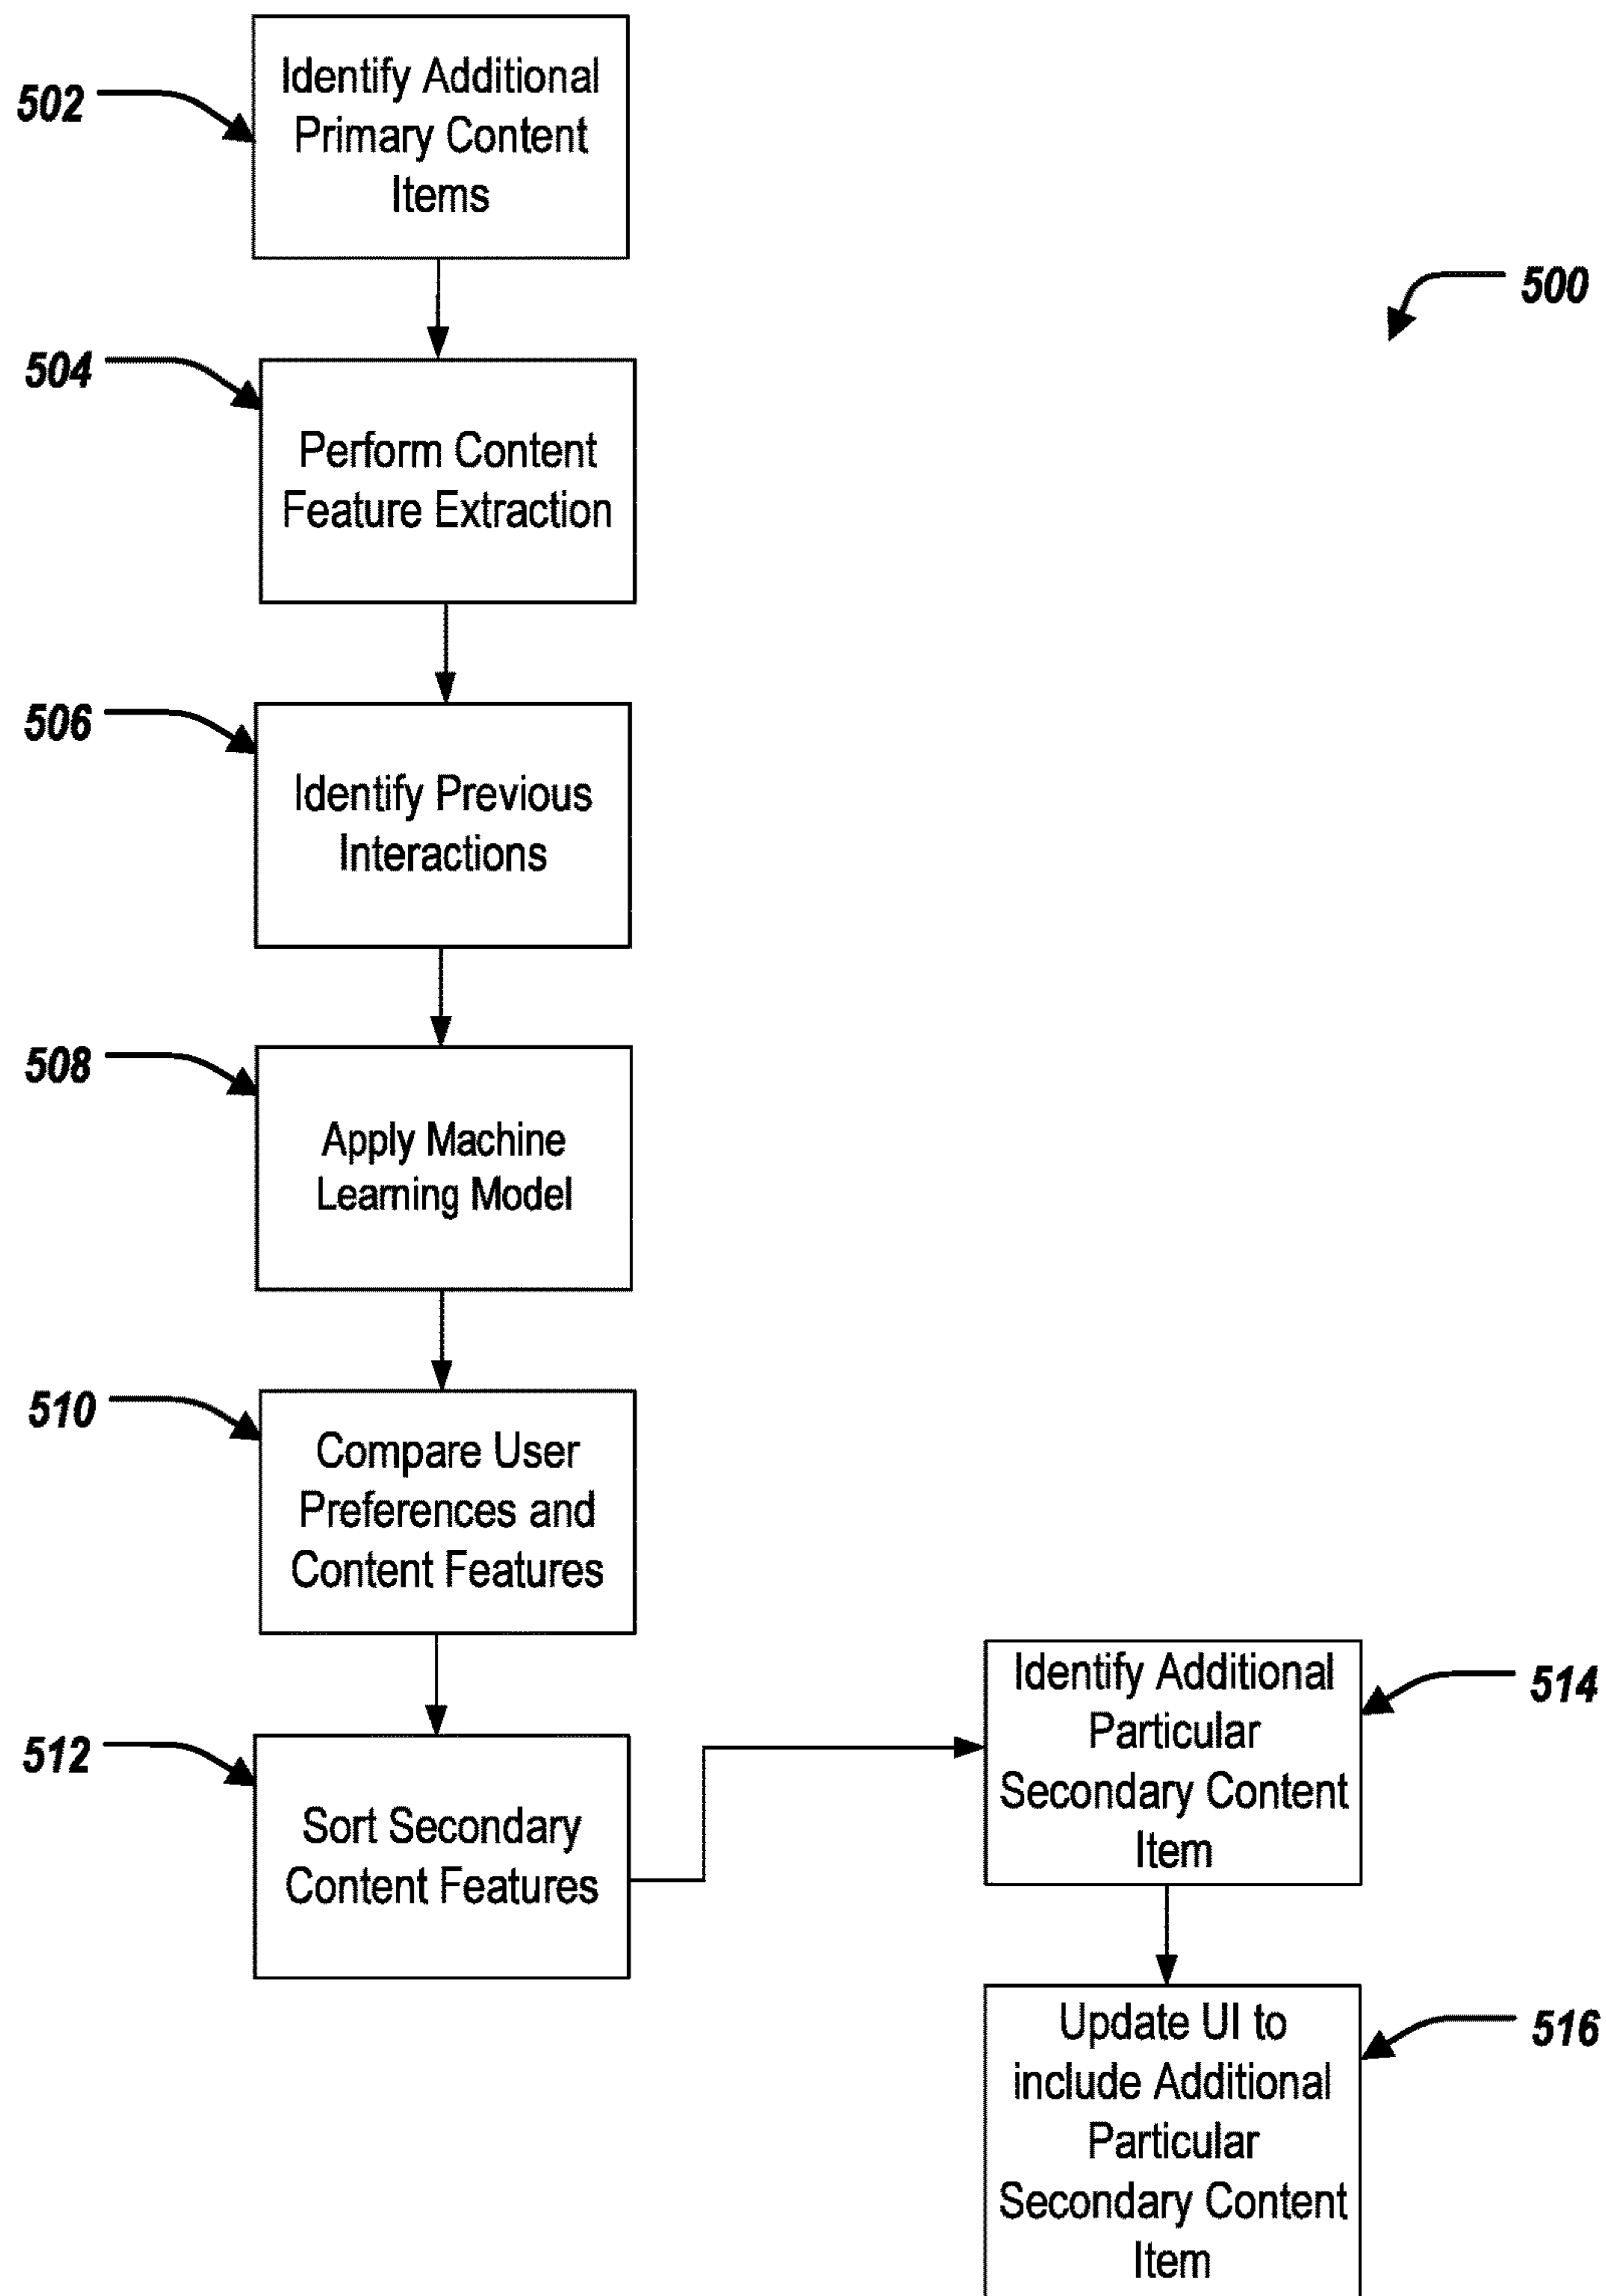 502
Identify Additional
Primary Content
Items
500
504
Perform Content
Feature Extraction
506
Identify Previous
Interactions
508
Apply Machine
Learning Model
510
Compare User
Preferences and
Content Features
512
Sort Secondary
Content Features
514
Identify Additional
Particular
Secondary Content
Item
516
Update UI to
include Additional
Particular
Secondary Content
Item